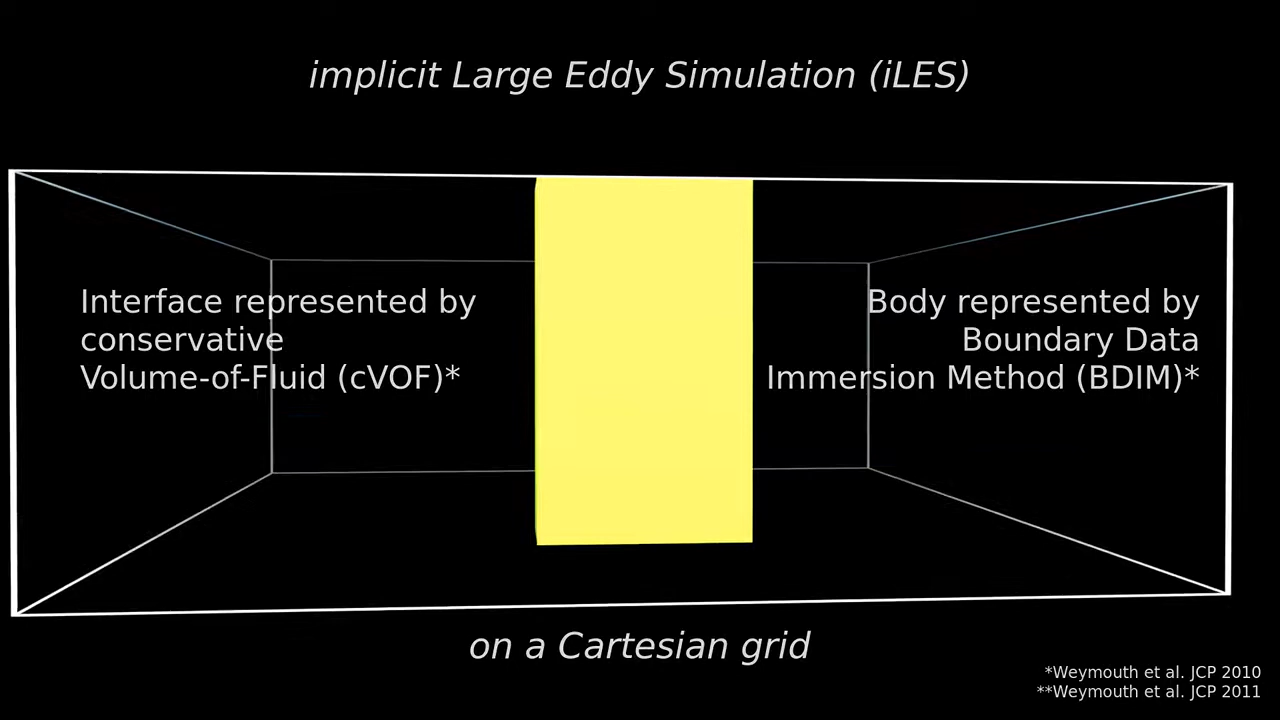 implicit Large Eddy Simulation (iLES)
Interface represented by
conservative
Volume-of-Fluid (cVOF)*
Body represented by
Boundary Data
Immersion Method (BDIM)*
on a Cartesian grid
*Weymouth et al. JCP 2010
**Weymouth et al. JCP 2011